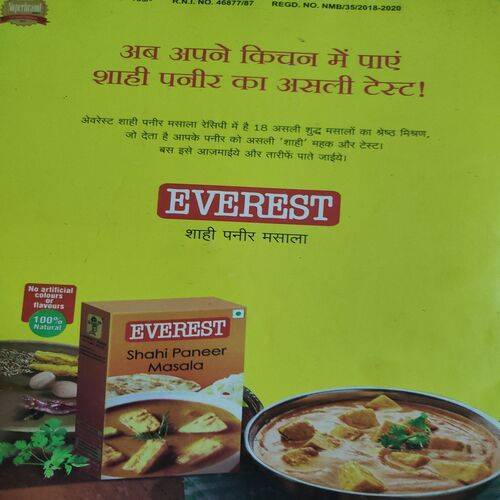 Superbrand
R.N.I. NO. 46877/87
REGD. NO. NMB/35/2018-2020
अब अपने किचन में पाएं
शाही पनीर का असली टेस्ट!
ऐवरेस्ट शाही पनीर मसाला रेसिपी में है 18 असली शुद्ध मसालों का श्रेष्ठ मिश्रण,
जो देता है आपके पनीर को असली 'शाही' महक और टेस्ट।
बस इसे आजमाईये और तारीफें पाते जाईये।
EVEREST
शाही पनीर मसाला
No artificial
colours
or
flavours
100%
Natural
EVEREST
Shahi Paneer
Masala